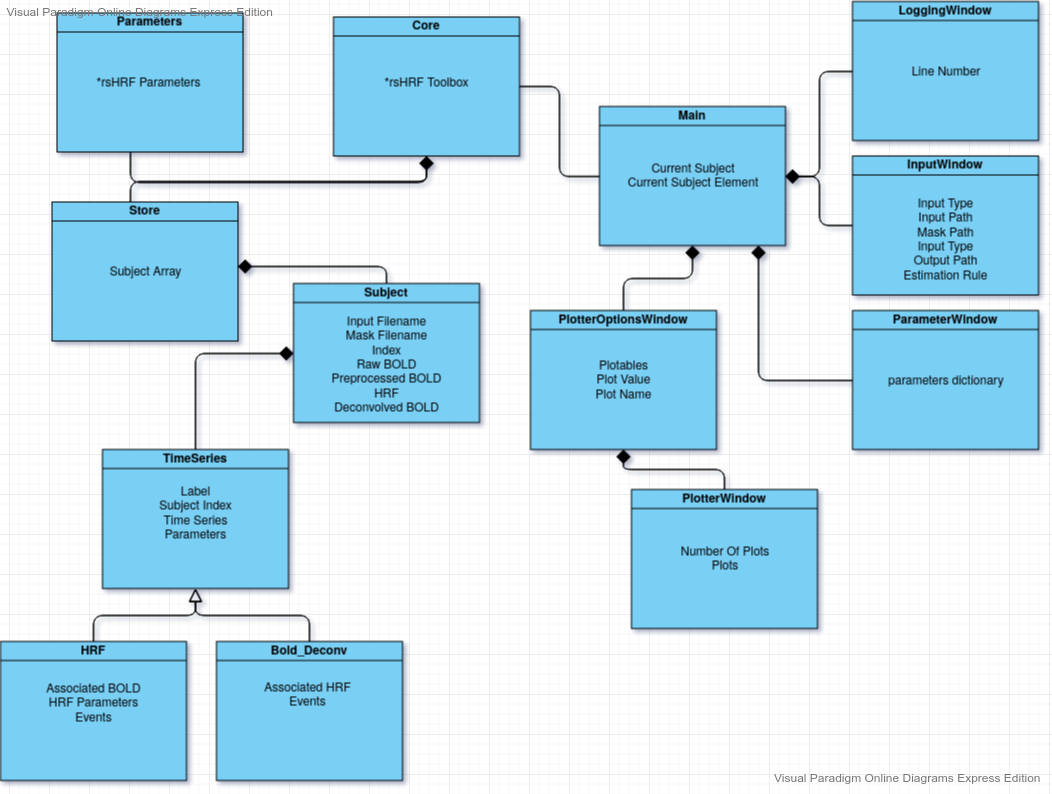 Visual Paradigm Online Diagrams Express Edition
Parameters
*rsHRF Parameters
Core
*rsHRF Toolbox
LoggingWindow
Line Number
Main
Current Subject
Current Subject Element
InputWindow
Input Type
Input Path
Mask Path
Input Type
Output Path
Estimation Rule
Store
Subject Array
Subject
Input Filename
Mask Filename
Index
Raw BOLD
Preprocessed BOLD
HRF
Deconvolved BOLD
PlotterOptionsWindow
Plotables
Plot Value
Plot Name
ParameterWindow
parameters dictionary
TimeSeries
Label
Subject Index
Time Series
Parameters
PlotterWindow
Number Of Plots
Plots
HRF
Associated BOLD
HRF Parameters
Events
Bold_Deconv
Associated HRF
Events
Visual Paradigm Online Diagrams Express Edition